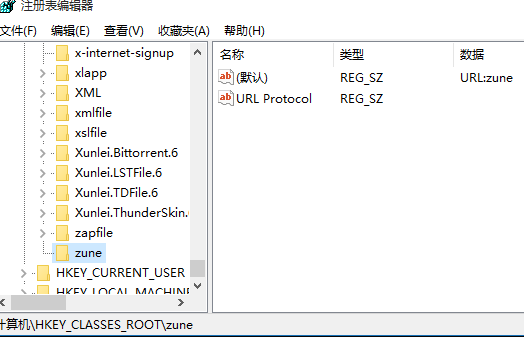 注册表编辑器
文件(F) 编辑(E) 查看(V) 收藏夹(A) 帮助(H)
x-internet-signup
xlapp
XML
xmlfile
xslfile
Xunlei.Bittorrent.6
Xunlei.LSTFile.6
Xunlei.TDFile.6
Xunlei.ThunderSkin.
zapfile
zune
HKEY_CURRENT_USER
HKEY_LOCAL_MACHINE
名称 类型 数据
ab (默认) REG_SZ URL:zune
ab URL Protocol REG_SZ
计算机\HKEY_CLASSES_ROOT\zune